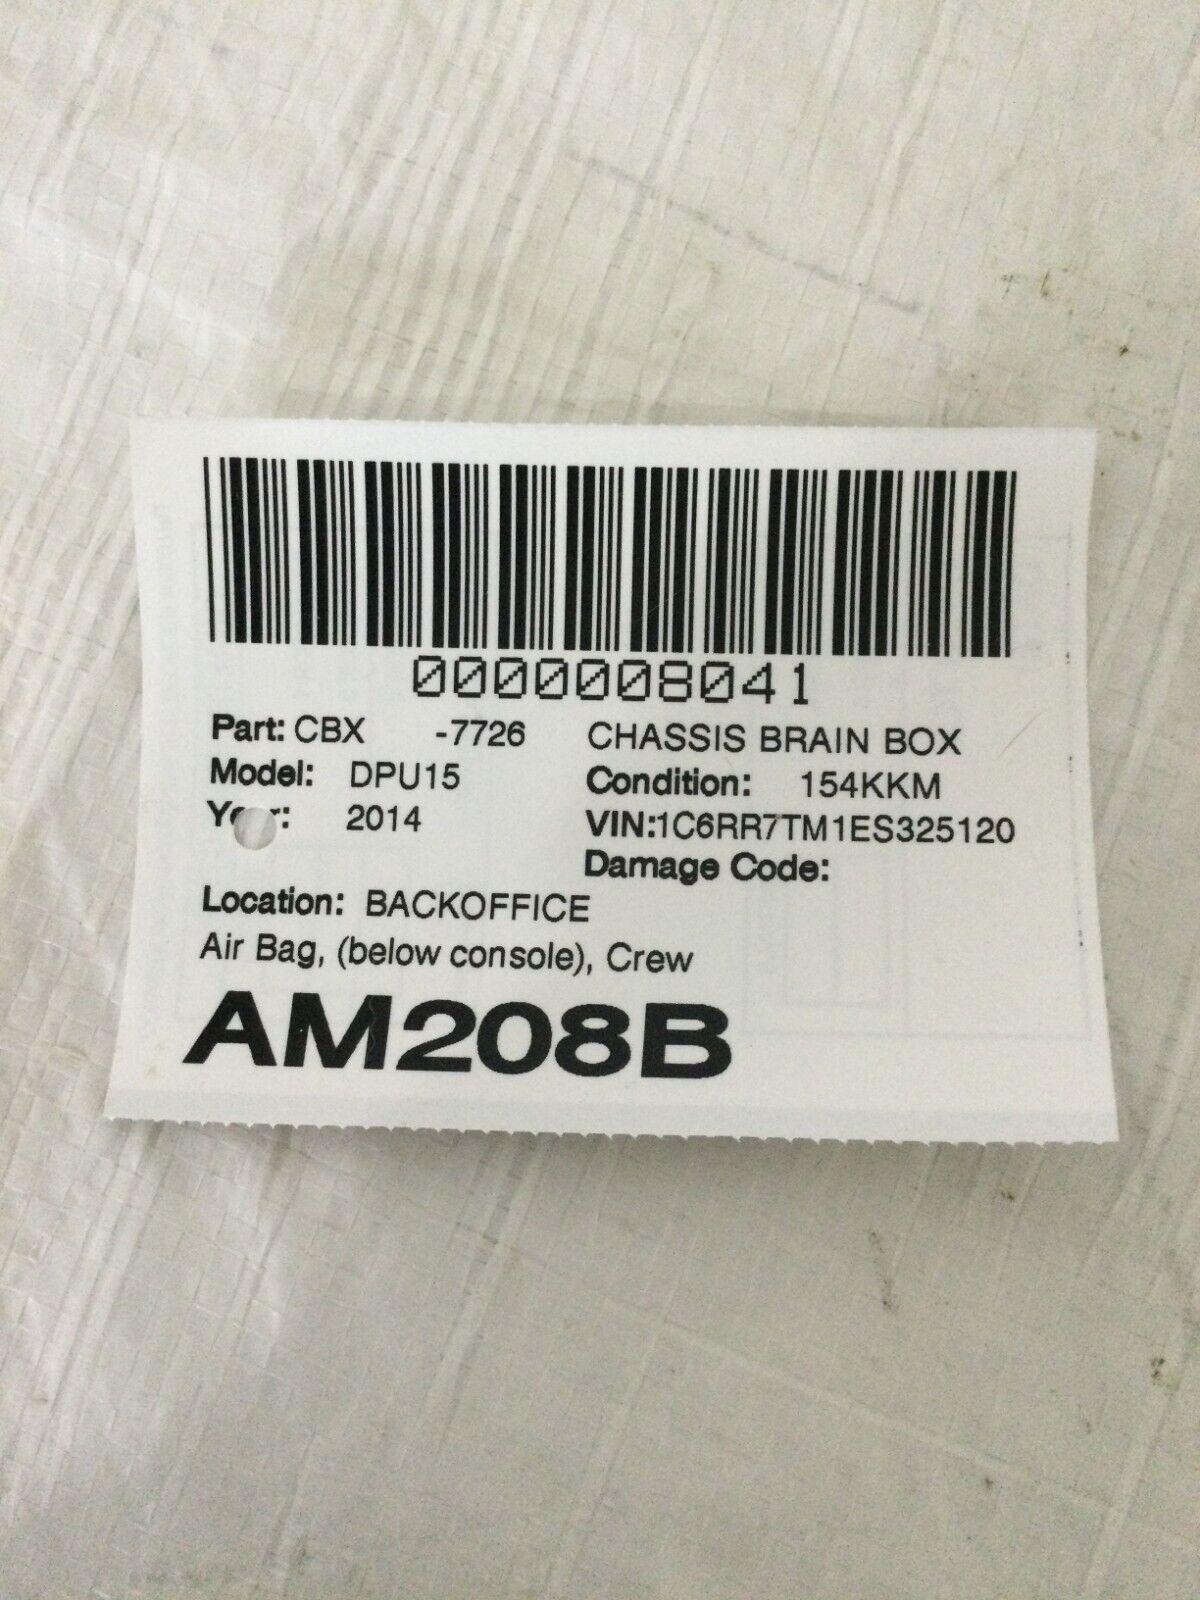 0000008041
Part: CBX -7726 CHASSIS BRAIN BOX
Model: DPU15 Condition: 154KKM
Year: 2014 VIN:1C6RR7TM1ES325120
Damage Code:
Location: BACKOFFICE
Air Bag, (below console), Crew
AM208B